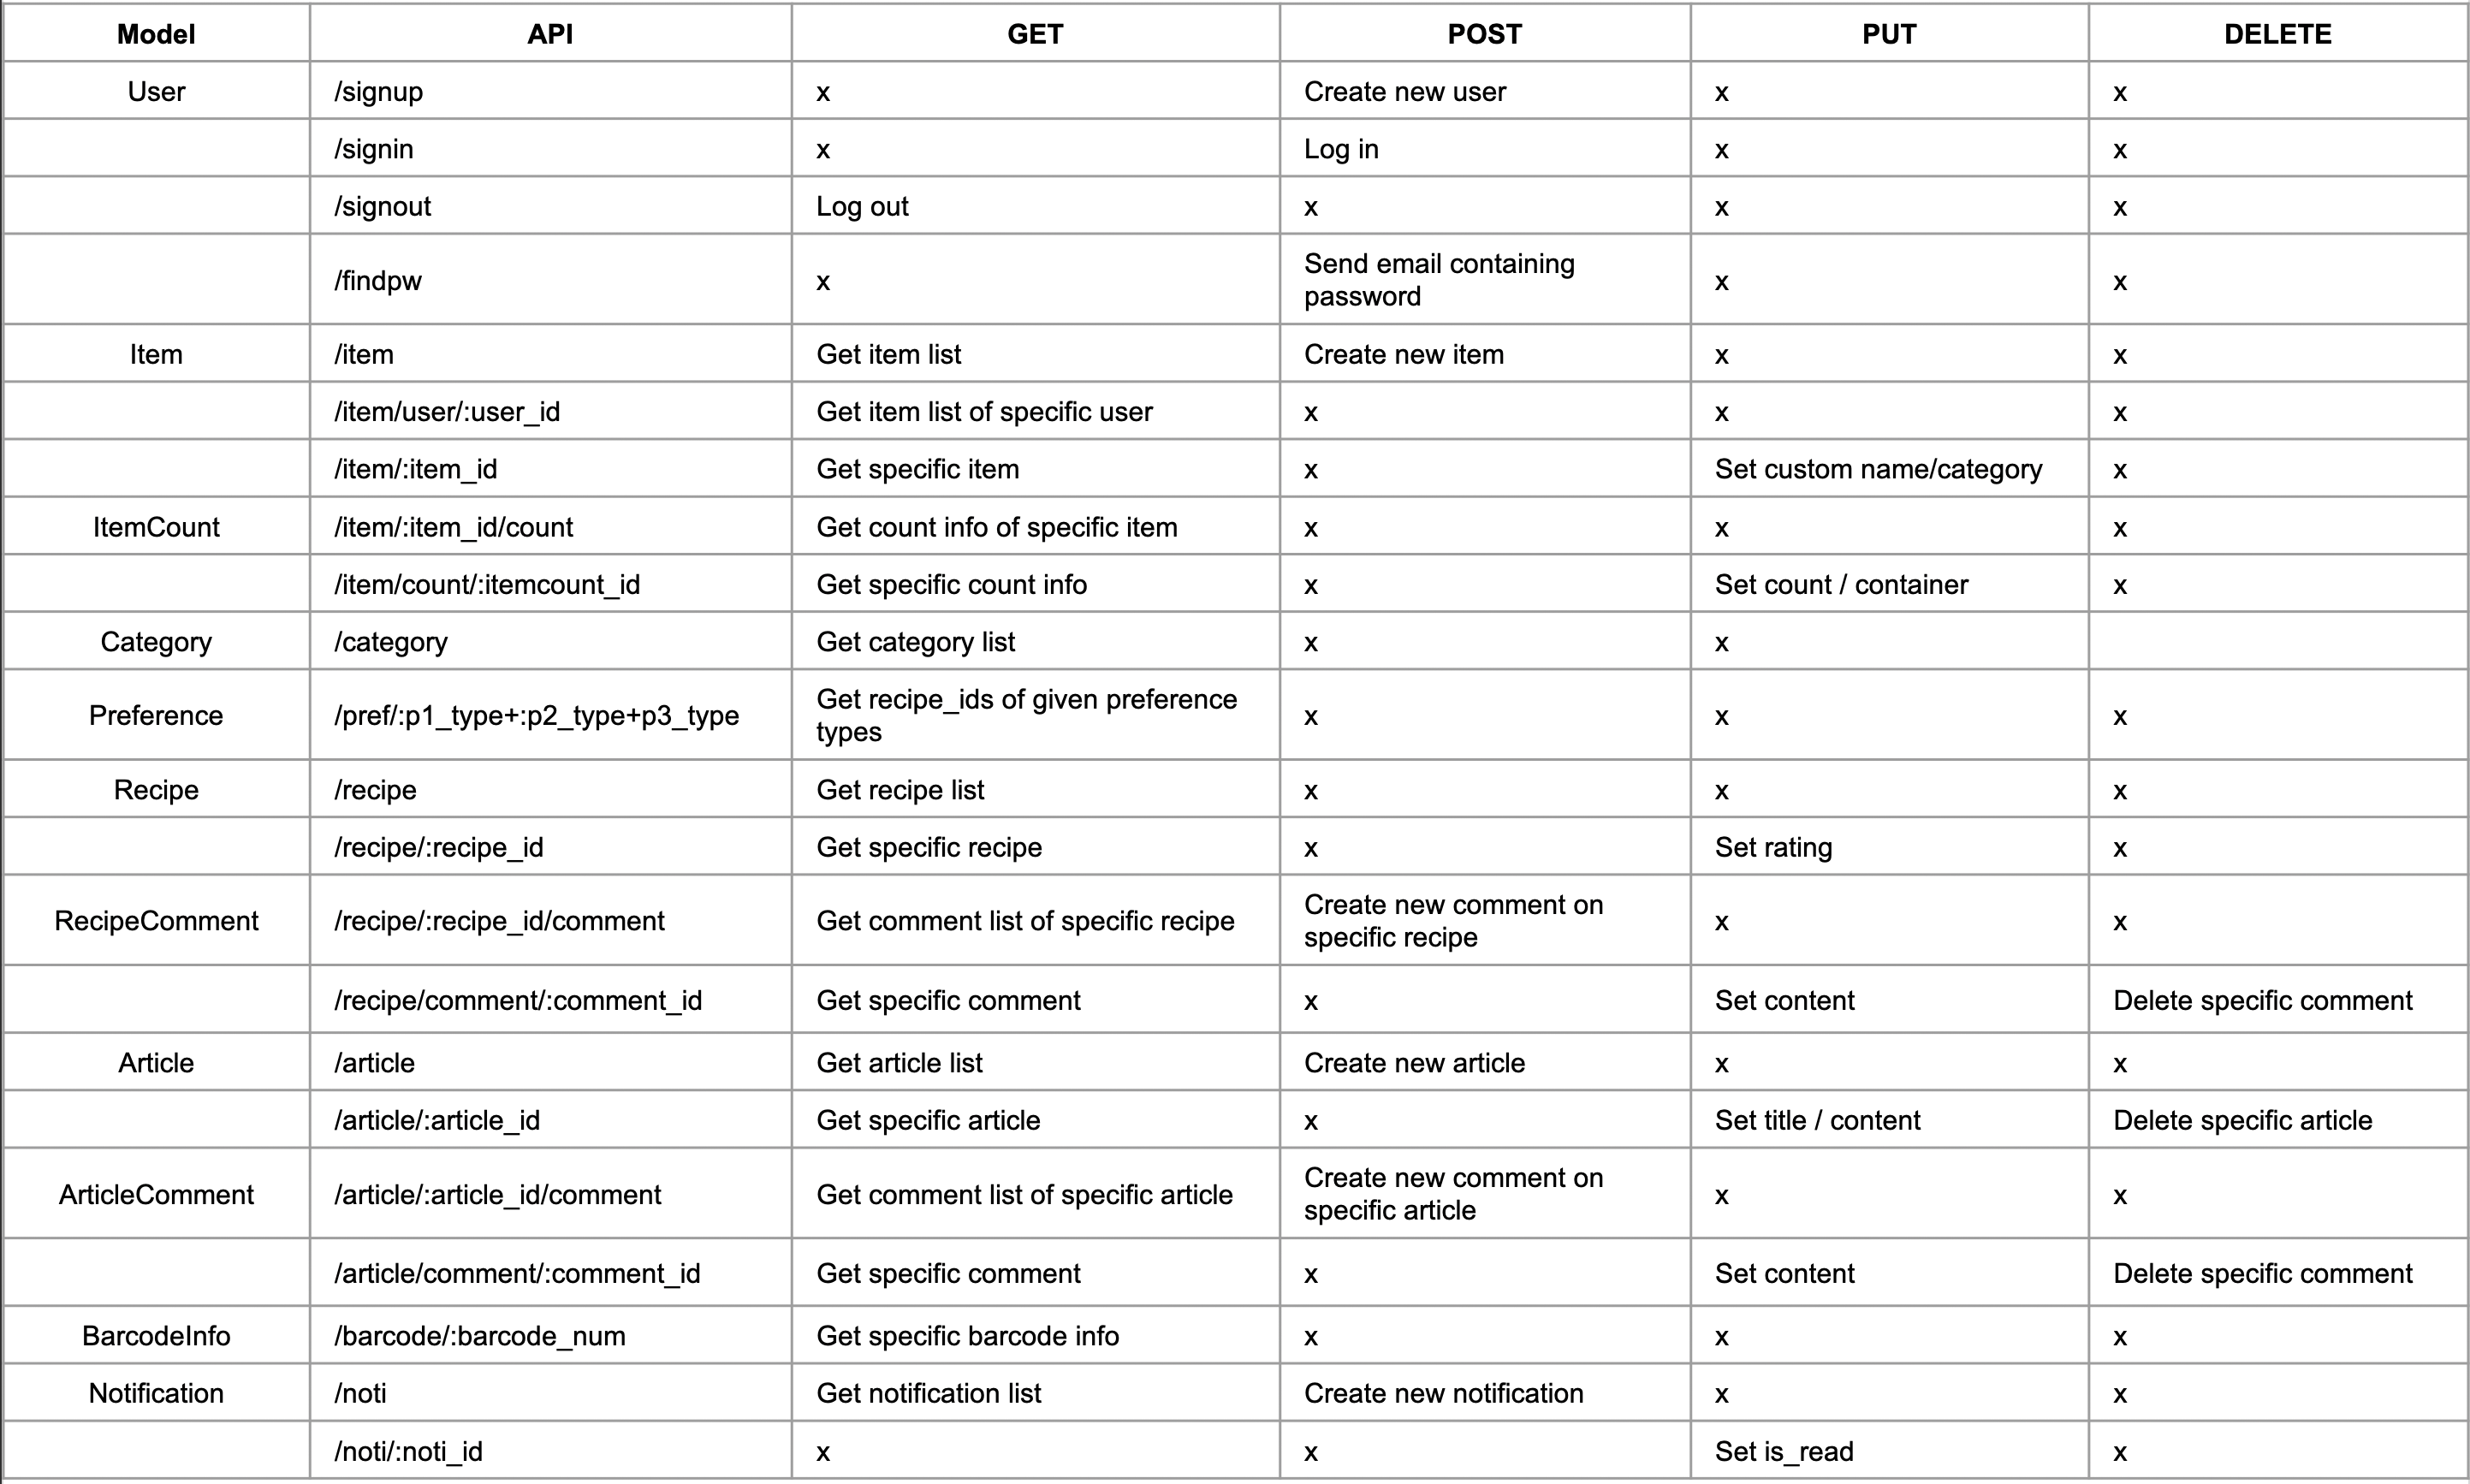 Model API GET POST PUT DELETE
User /signup x Create new user x x
/signin x Log in x x
/signout Log out x x x
/findpw x Send email containing password x x
Item /item Get item list Create new item x x
/item/user/:user_id Get item list of specific user x x x
/item/:item_id Get specific item x Set custom name/category x
ItemCount /item/:item_id/count Get count info of specific item x x x
/item/count/:itemcount_id Get specific count info x Set count / container x
Category /category Get category list x x
Preference /pref/:p1_type+:p2_type+p3_type Get recipe_ids of given preference types x x x
Recipe /recipe Get recipe list x x x
/recipe/:recipe_id Get specific recipe x Set rating x
RecipeComment /recipe/:recipe_id/comment Get comment list of specific recipe Create new comment on specific recipe x x
/recipe/comment/:comment_id Get specific comment x Set content Delete specific comment
Article /article Get article list Create new article x x
/article/:article_id Get specific article x Set title / content Delete specific article
ArticleComment /article/:article_id/comment Get comment list of specific article Create new comment on specific article x x
/article/comment/:comment_id Get specific comment x Set content Delete specific comment
BarcodeInfo /barcode/:barcode_num Get specific barcode info x x x
Notification /noti Get notification list Create new notification x x
/noti/:noti_id x x Set is_read x